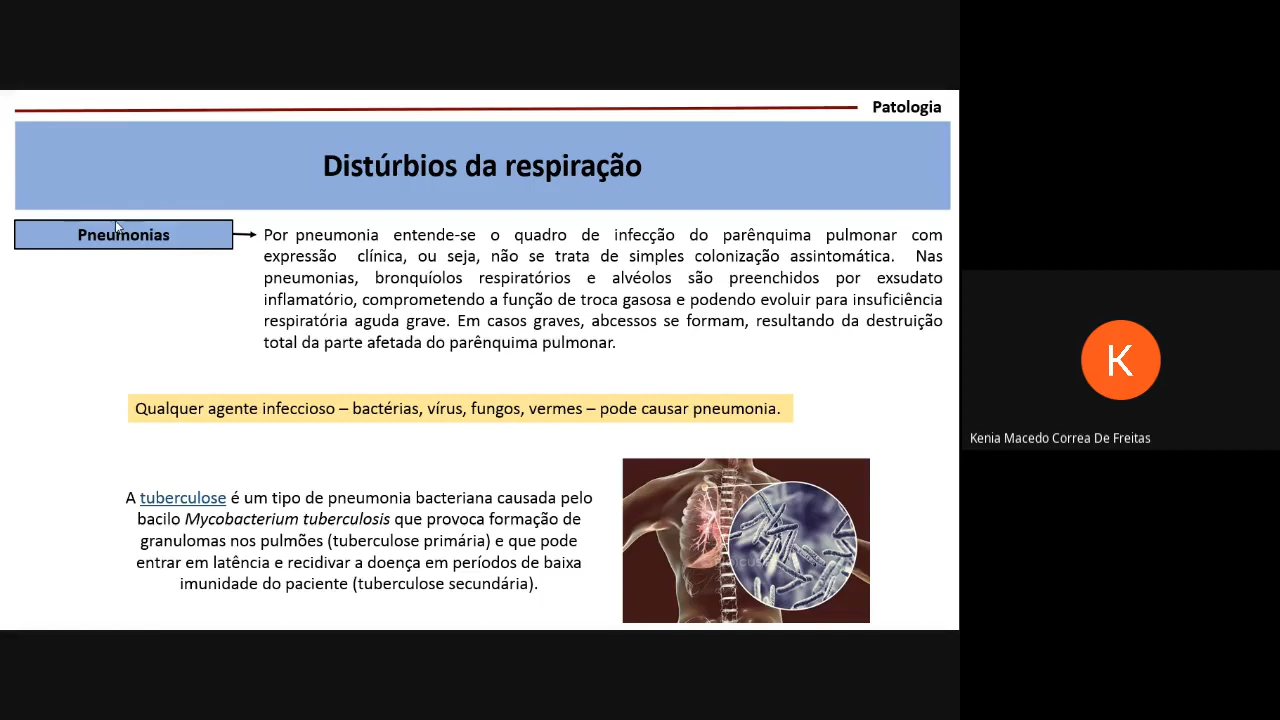 Patologia
Distúrbios da respiração
Pneumonias
Por pneumonia entende-se o quadro de infecção do parênquima pulmonar com
expressão clínica, ou seja, não se trata de simples colonização assintomática. Nas
pneumonias, bronquíolos respiratórios e alvéolos são preenchidos por exsudato
inflamatório, comprometendo a função de troca gasosa e podendo evoluir para insuficiência
respiratória aguda grave. Em casos graves, abcessos se formam, resultando da destruição
total da parte afetada do parênquima pulmonar.
Qualquer agente infeccioso – bactérias, vírus, fungos, vermes – pode causar pneumonia.
A tuberculose é um tipo de pneumonia bacteriana causada pelo
bacilo Mycobacterium tuberculosis que provoca formação de
granulomas nos pulmões (tuberculose primária) e que pode
entrar em latência e recidivar a doença em períodos de baixa
imunidade do paciente (tuberculose secundária).
K
Kenia Macedo Correa De Freitas